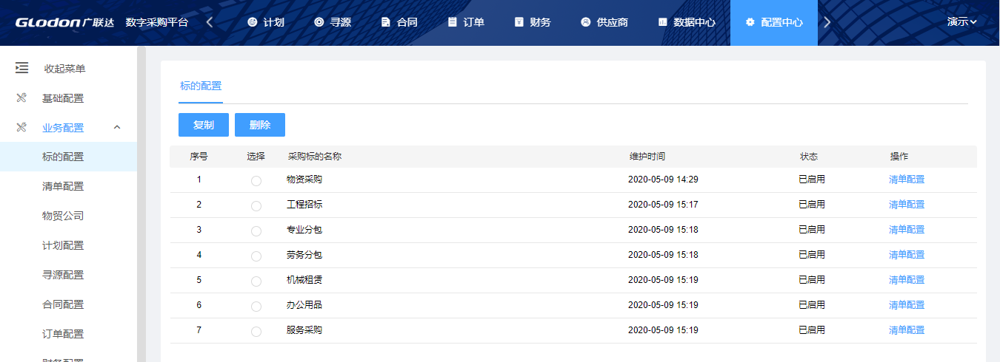 Glodon广联达 数字采购平台 计划 寻源 合同 订单 财务 供应商 数据中心 配置中心 演示
收起菜单
基础配置
业务配置
标的配置
清单配置
物贸公司
计划配置
寻源配置
合同配置
订单配置
财务配置
标的配置
复制 删除
序号 选择 采购标的名称 维护时间 状态 操作
1 物资采购 2020-05-09 14:29 已启用 清单配置
2 工程招标 2020-05-09 15:17 已启用 清单配置
3 专业分包 2020-05-09 15:18 已启用 清单配置
4 劳务分包 2020-05-09 15:18 已启用 清单配置
5 机械租赁 2020-05-09 15:19 已启用 清单配置
6 办公用品 2020-05-09 15:19 已启用 清单配置
7 服务采购 2020-05-09 15:19 已启用 清单配置